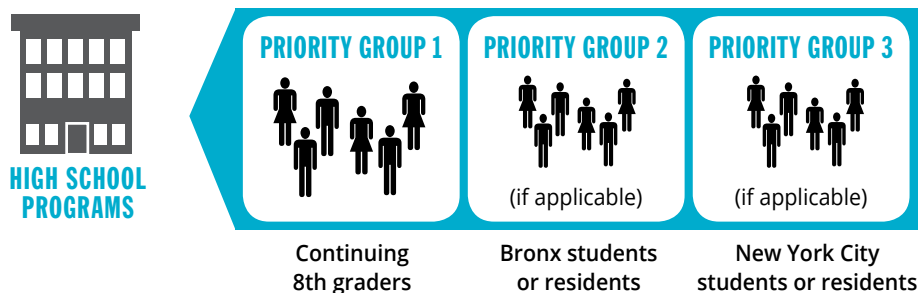 PRIORITY GROUP 1
PRIORITY GROUP 2
PRIORITY GROUP 3
HIGH SCHOOL
PROGRAMS
(if applicable)
(if applicable)
Continuing
8th graders
Bronx students
or residents
New York City
students or residents